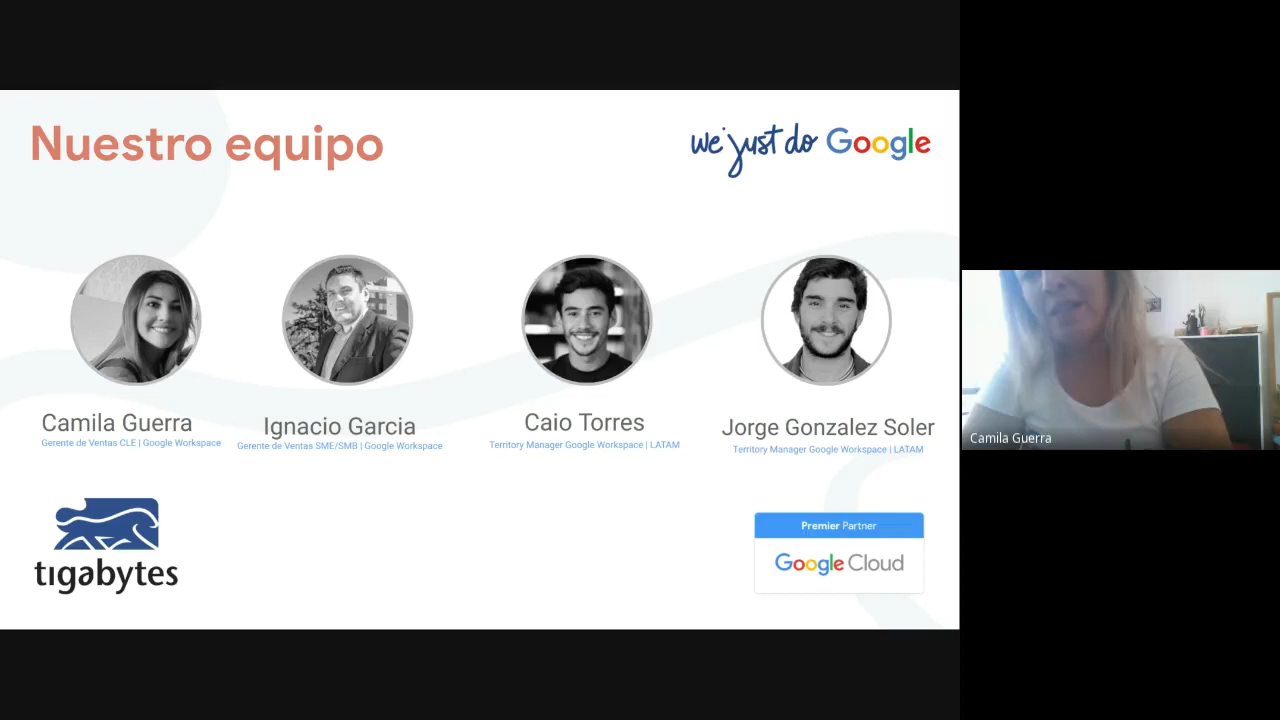 Nuestro equipo
we just do Google
Camila Guerra
Gerente de Ventas CLE | Google Workspace
Ignacio Garcia
Gerente de Ventas SME/SMB | Google Workspace
Caio Torres
Territory Manager Google Workspace | LATAM
Jorge Gonzalez Soler
Territory Manager Google Workspace | LATAM
Camila Guerra
tigabytes
Premier Partner
Google Cloud